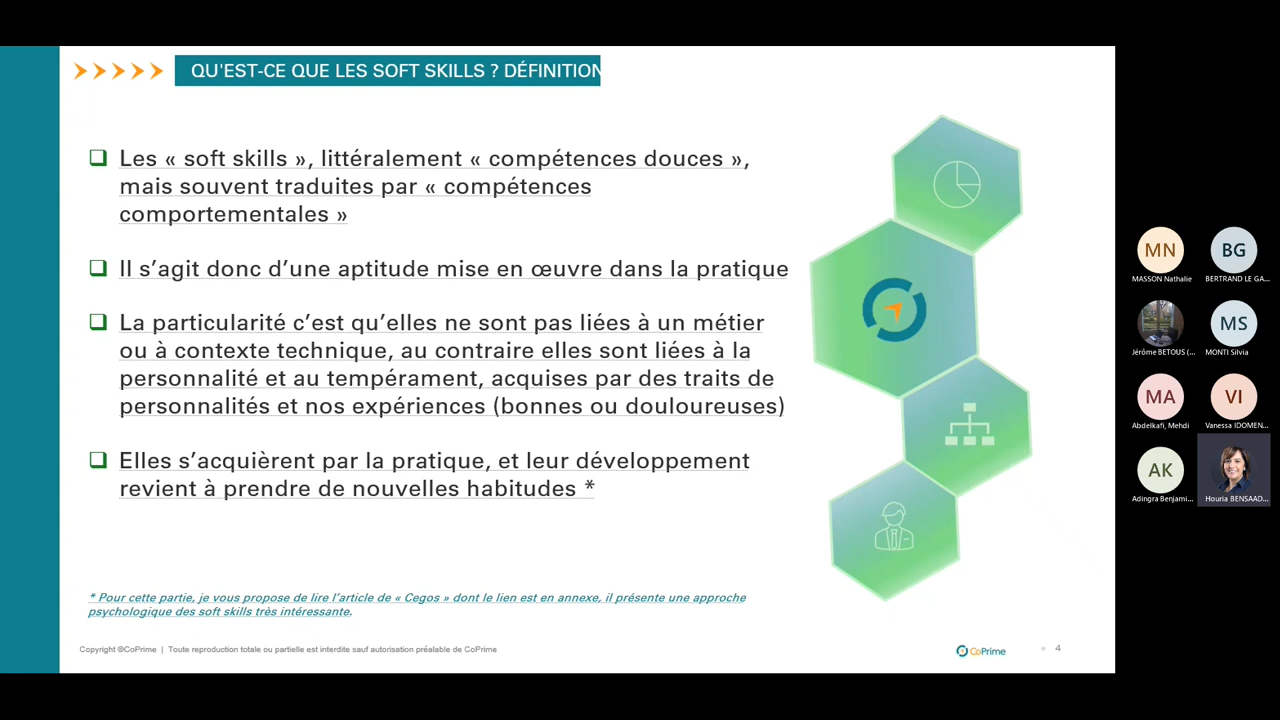 QU'EST-CE QUE LES SOFT SKILLS ? DÉFINITION
Les « soft skills », littéralement « compétences douces »,
mais souvent traduites par « compétences
comportementales »
Il s’agit donc d’une aptitude mise en œuvre dans la pratique
La particularité c’est qu’elles ne sont pas liées à un métier
ou à contexte technique, au contraire elles sont liées à la
personnalité et au tempérament, acquises par des traits de
personnalités et nos expériences (bonnes ou douloureuses)
Elles s’acquièrent par la pratique, et leur développement
revient à prendre de nouvelles habitudes *
* Pour cette partie, je vous propose de lire l’article de « Cegos » dont le lien est en annexe, il présente une approche
psychologique des soft skills très intéressante.
Copyright ©CoPrime | Toute reproduction totale ou partielle est interdite sauf autorisation préalable de CoPrime
CoPrime
4
MN
BG
MASSON Nathalie
BERTRAND LE GA...
MS
Jérôme BETOUS (...
MONTI Silvia
MA
VI
Abdelkafi, Mehdi
Vanessa IDOMEN...
AK
Adingra Benjami...
Houria BENSAAD...